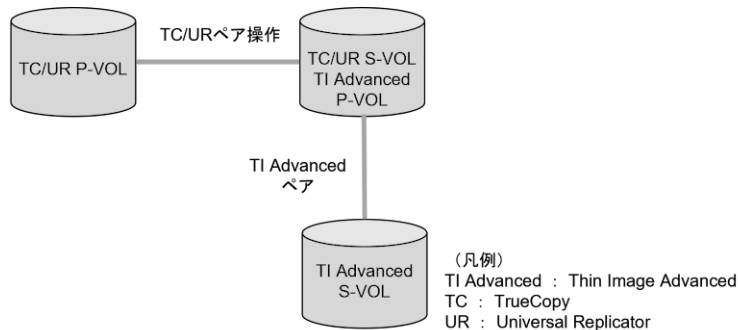 TC/URペア操作
TC/UR P-VOL
TC/UR S-VOL
TI Advanced
P-VOL
TI Advanced
ペア
TI Advanced
S-VOL
（凡例）
TI Advanced ： Thin Image Advanced
TC ： TrueCopy
UR ： Universal Replicator